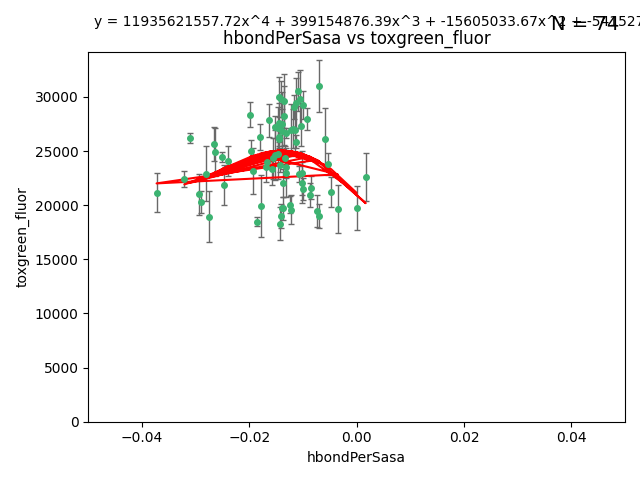 y = 11935621557.72x^4 + 399154876.39x^3 + -15605033.67x^2 +
N = 74
hbondPerSasa vs toxgreen_fluor
30000
25000
20000
15000
10000
5000
0
toxgreen_fluor
−0.04 −0.02 0.00 0.02 0.04
hbondPerSasa